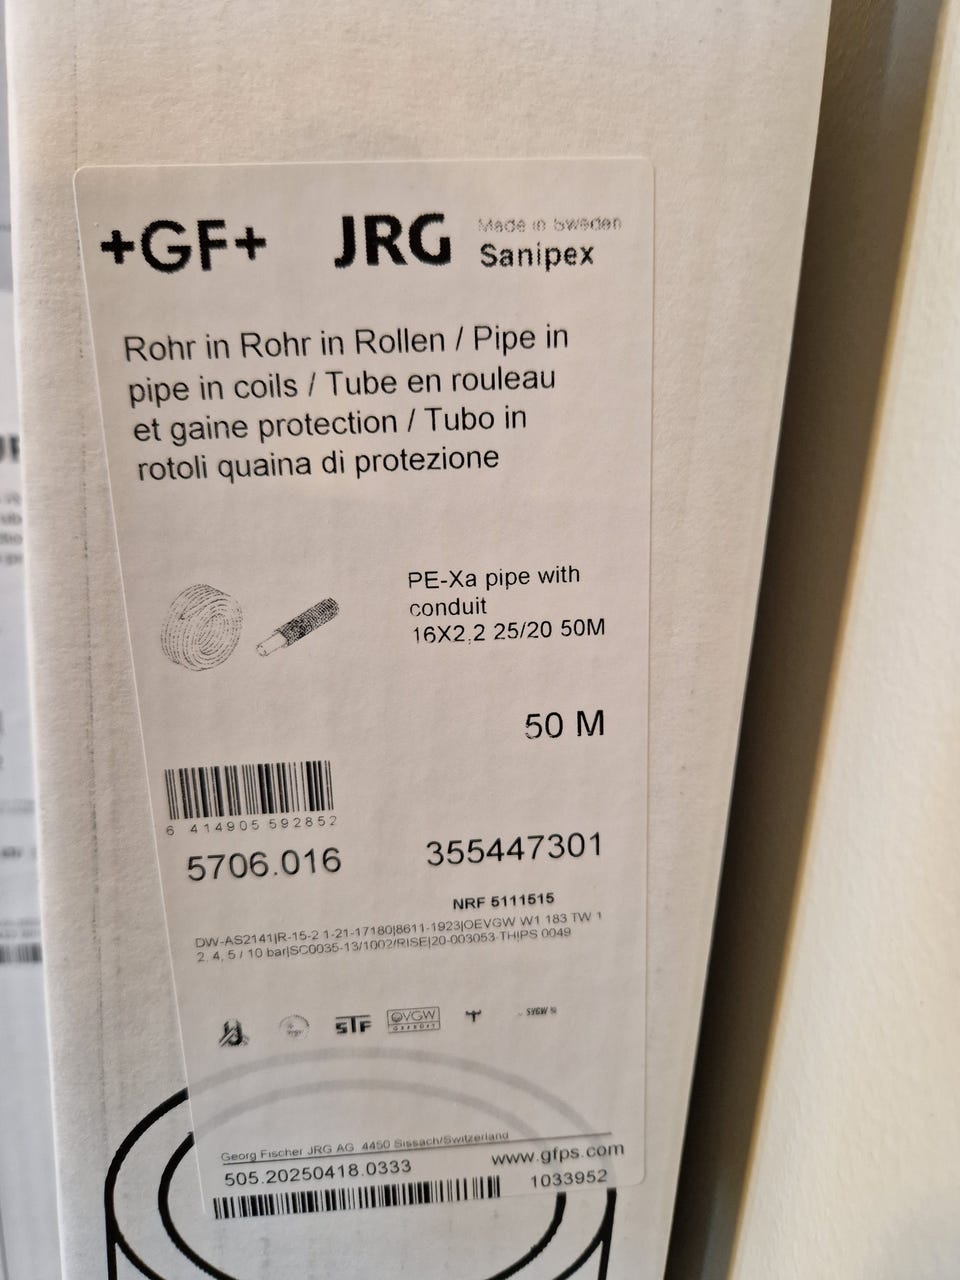 +GF+ JRG Made in Sweden
Sanipex
Rohr in Rohr in Rollen / Pipe in
pipe in coils / Tube en rouleau
et gaine protection / Tubo in
rotoli quaina di protezione
PE-Xa pipe with
conduit
16X2.2 25/20 50M
50 M
6 414905 592852
5706.016 355447301
NRF 5111515
DW-AS2141|R-15-2 1-21-17180|8611-1923|OEVGW W1 183 TW 1
2, 4, 5 / 10 bar|SC0035-13/1002/RISE|20-003053-THIPS 0049
STF
ÖVGW
SVGW
Georg Fischer JRG AG 4450 Sissach/Switzerland
www.gfps.com
505.20250418.0333
1033952